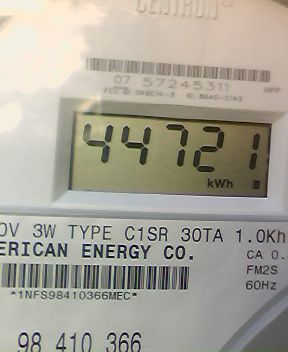 CENTRON®
07 57245311
44721
kWh
0V 3W TYPE C1SR 30TA 1.0Kh
ERICAN ENERGY CO.
CA 0.
FM2S
60Hz
*1NFS98410366MEC*
98 410 366